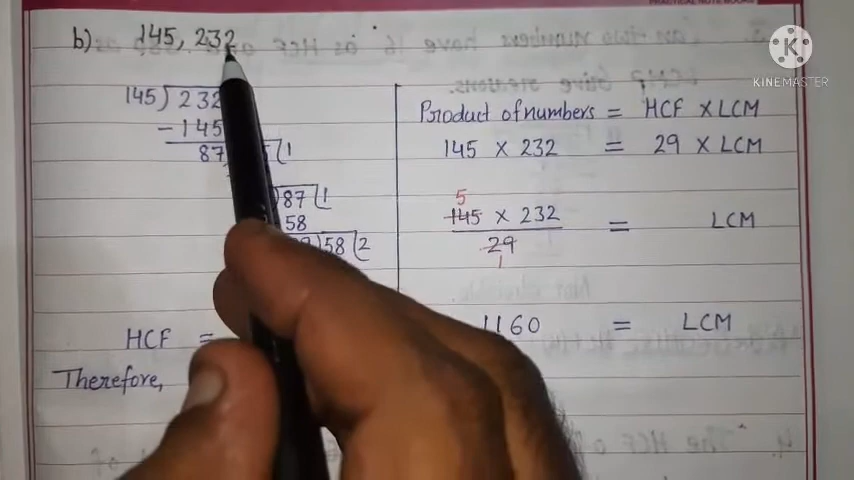 b) 145, 232
145 ) 232
- 145
87 1
87 1
58
58 2
HCF =
Therefore,
Product of numbers = HCF X LCM
145 X 232 = 29 X LCM
5
145 X 232 = LCM
29
1
1160 = LCM
K
KINEMASTER